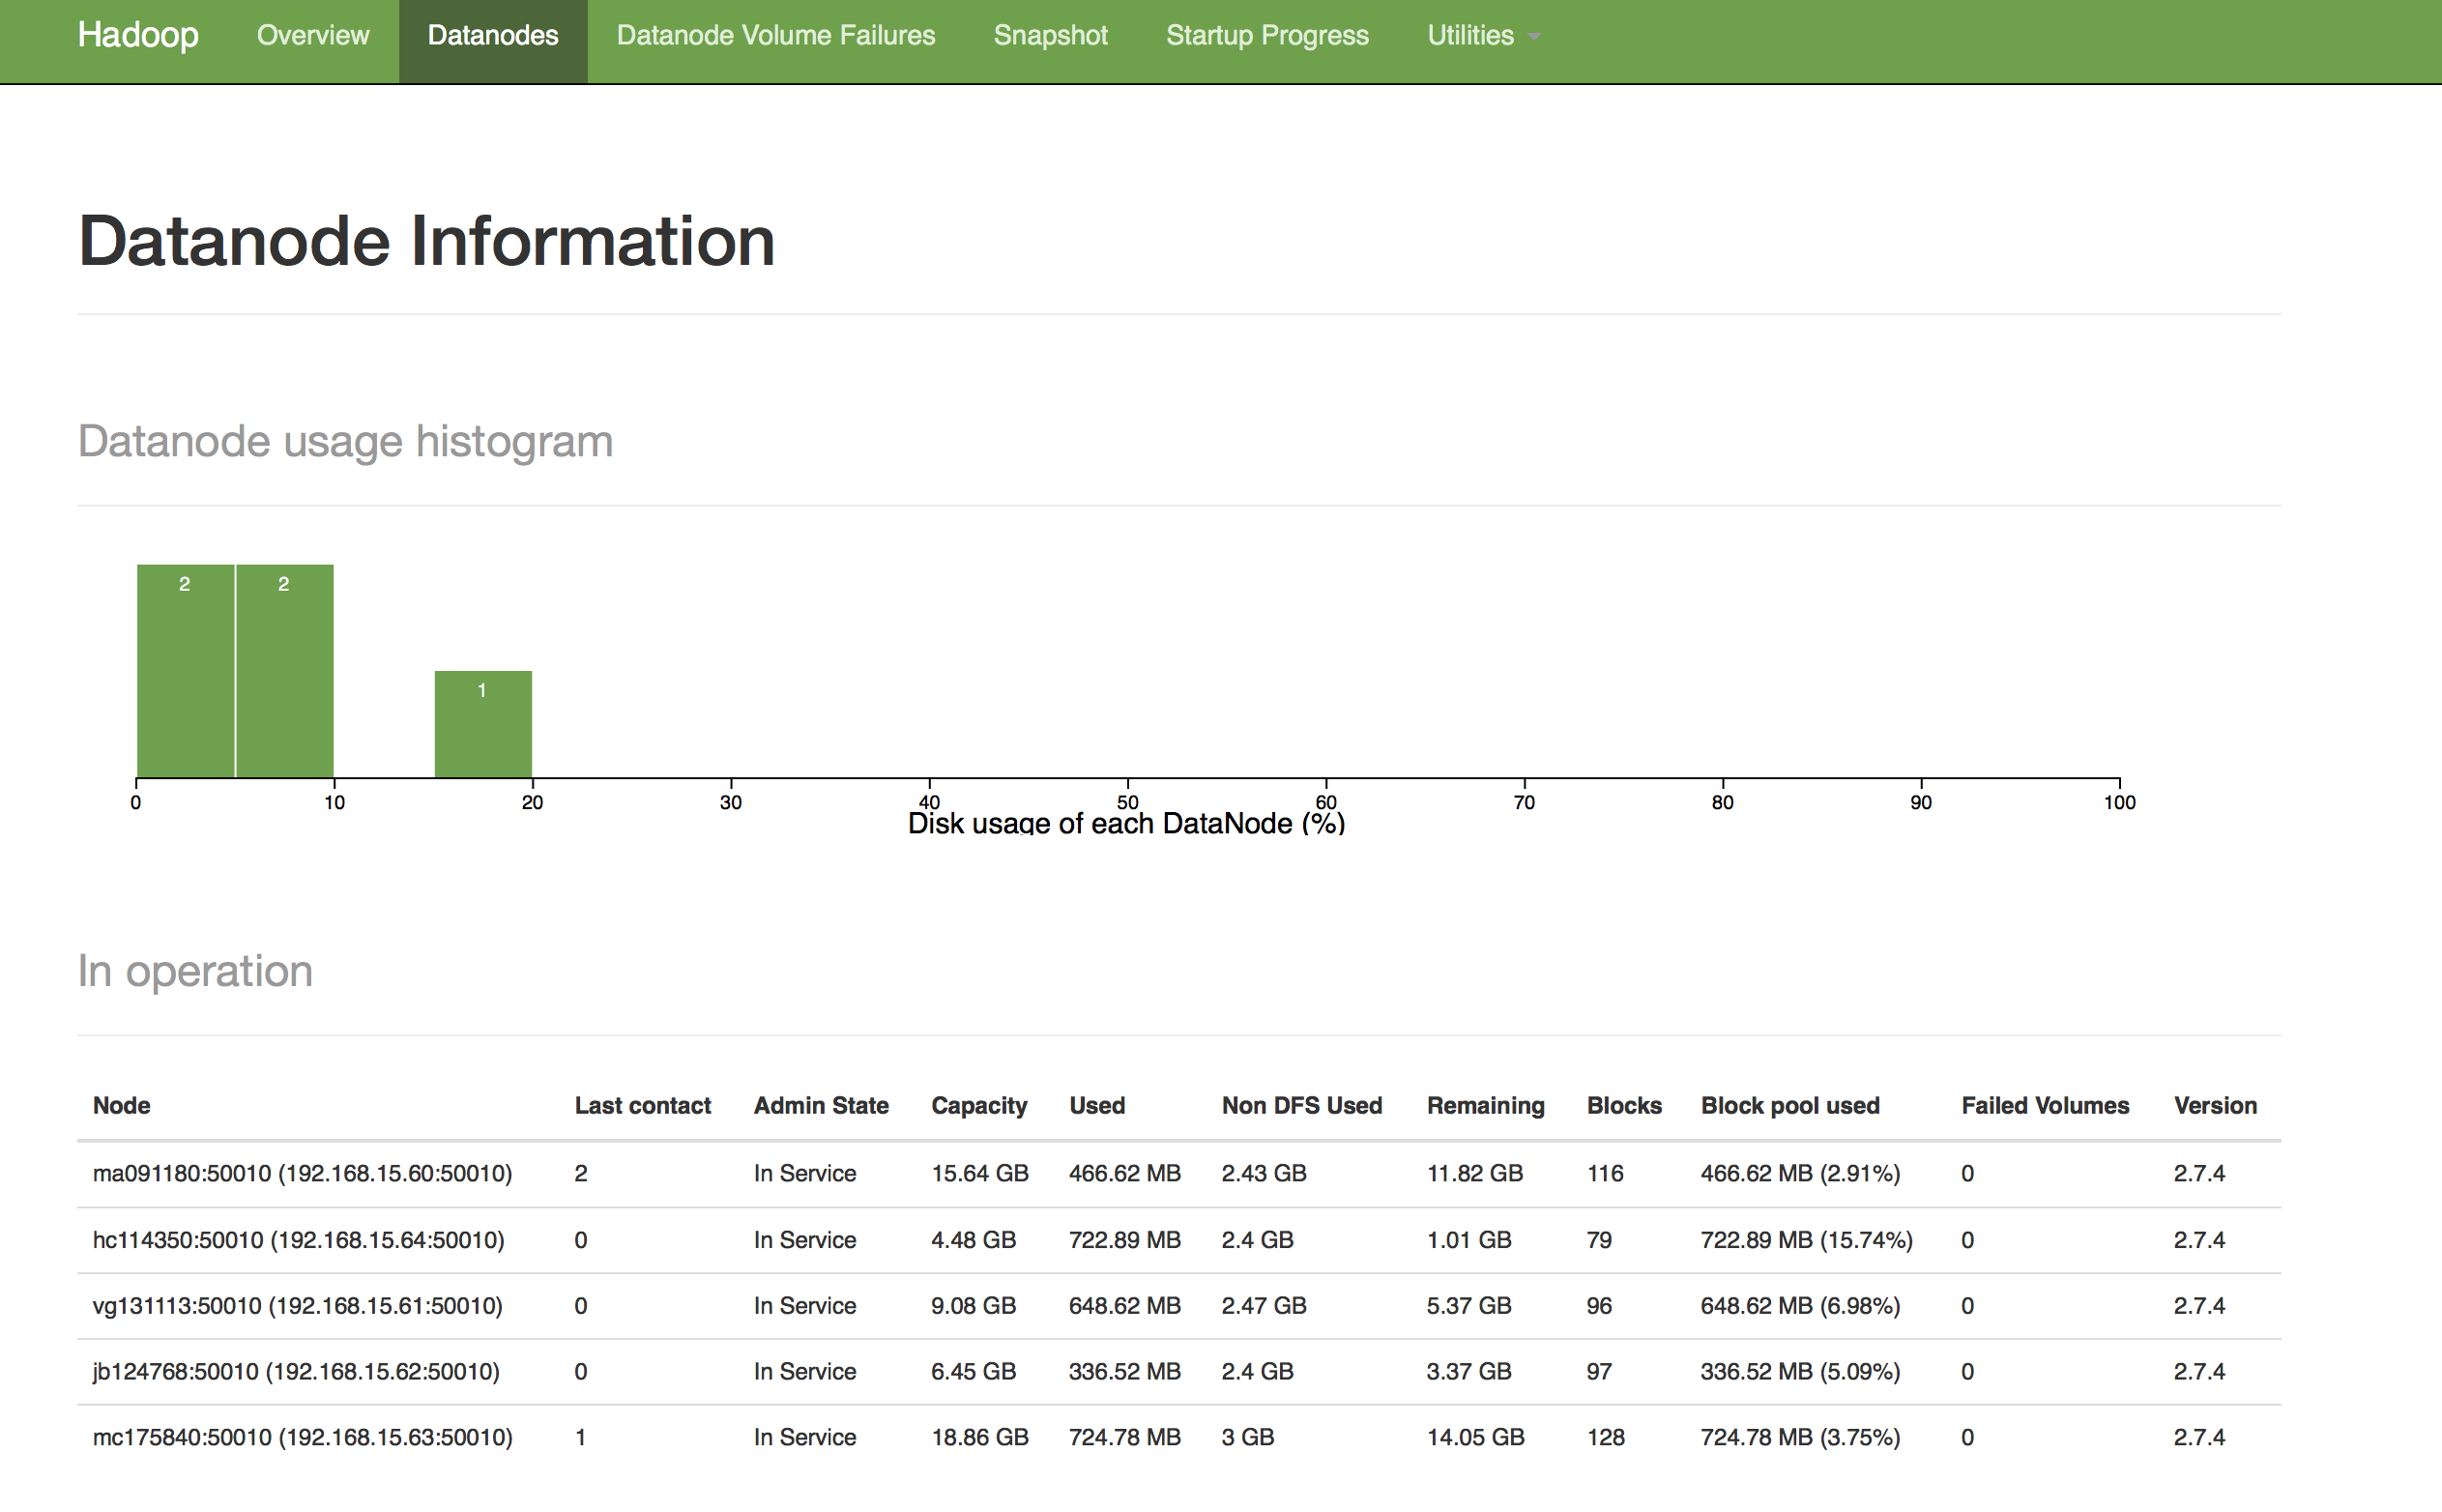 Hadoop Overview Datanodes Datanode Volume Failures Snapshot Startup Progress Utilities
Datanode Information
Datanode usage histogram
2 2
1
0 10 20 30 40 50 60 70 80 90 100
Disk usage of each DataNode (%)
In operation
Node Last contact Admin State Capacity Used Non DFS Used Remaining Blocks Block pool used Failed Volumes Version
ma091180:50010 (192.168.15.60:50010) 2 In Service 15.64 GB 466.62 MB 2.43 GB 11.82 GB 116 466.62 MB (2.91%) 0 2.7.4
hc114350:50010 (192.168.15.64:50010) 0 In Service 4.48 GB 722.89 MB 2.4 GB 1.01 GB 79 722.89 MB (15.74%) 0 2.7.4
vg131113:50010 (192.168.15.61:50010) 0 In Service 9.08 GB 648.62 MB 2.47 GB 5.37 GB 96 648.62 MB (6.98%) 0 2.7.4
jb124768:50010 (192.168.15.62:50010) 0 In Service 6.45 GB 336.52 MB 2.4 GB 3.37 GB 97 336.52 MB (5.09%) 0 2.7.4
mc175840:50010 (192.168.15.63:50010) 1 In Service 18.86 GB 724.78 MB 3 GB 14.05 GB 128 724.78 MB (3.75%) 0 2.7.4